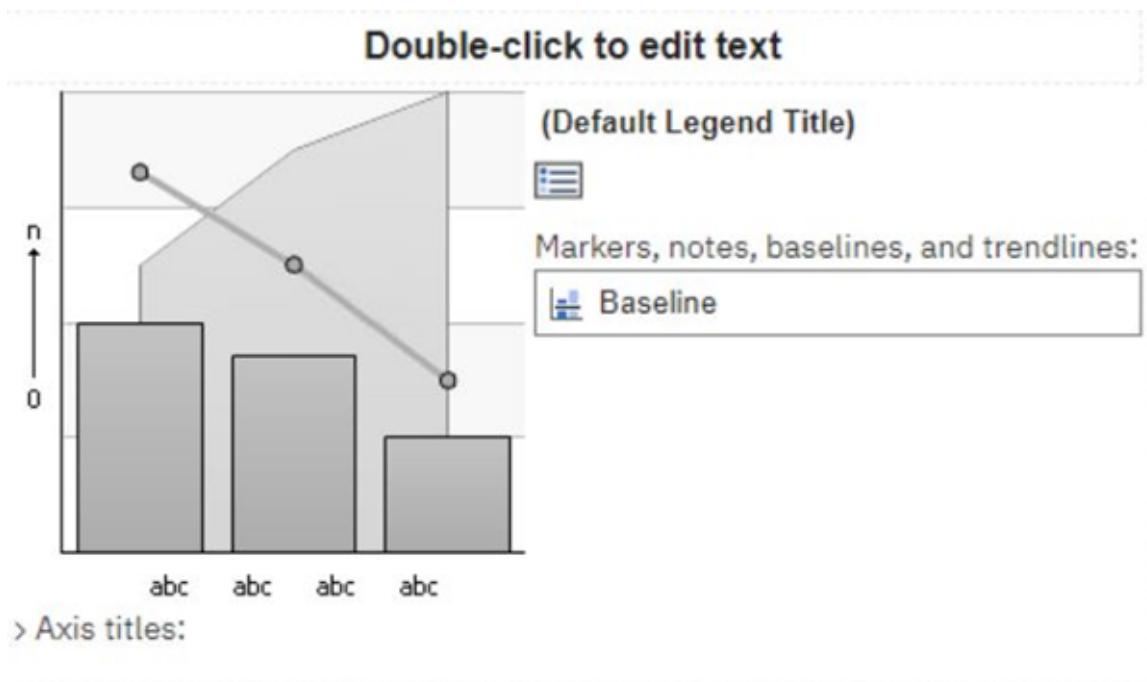 Double-click to edit text
(Default Legend Title)
Markers, notes, baselines, and trendlines:
Baseline
n
0
abc abc abc abc
> Axis titles: